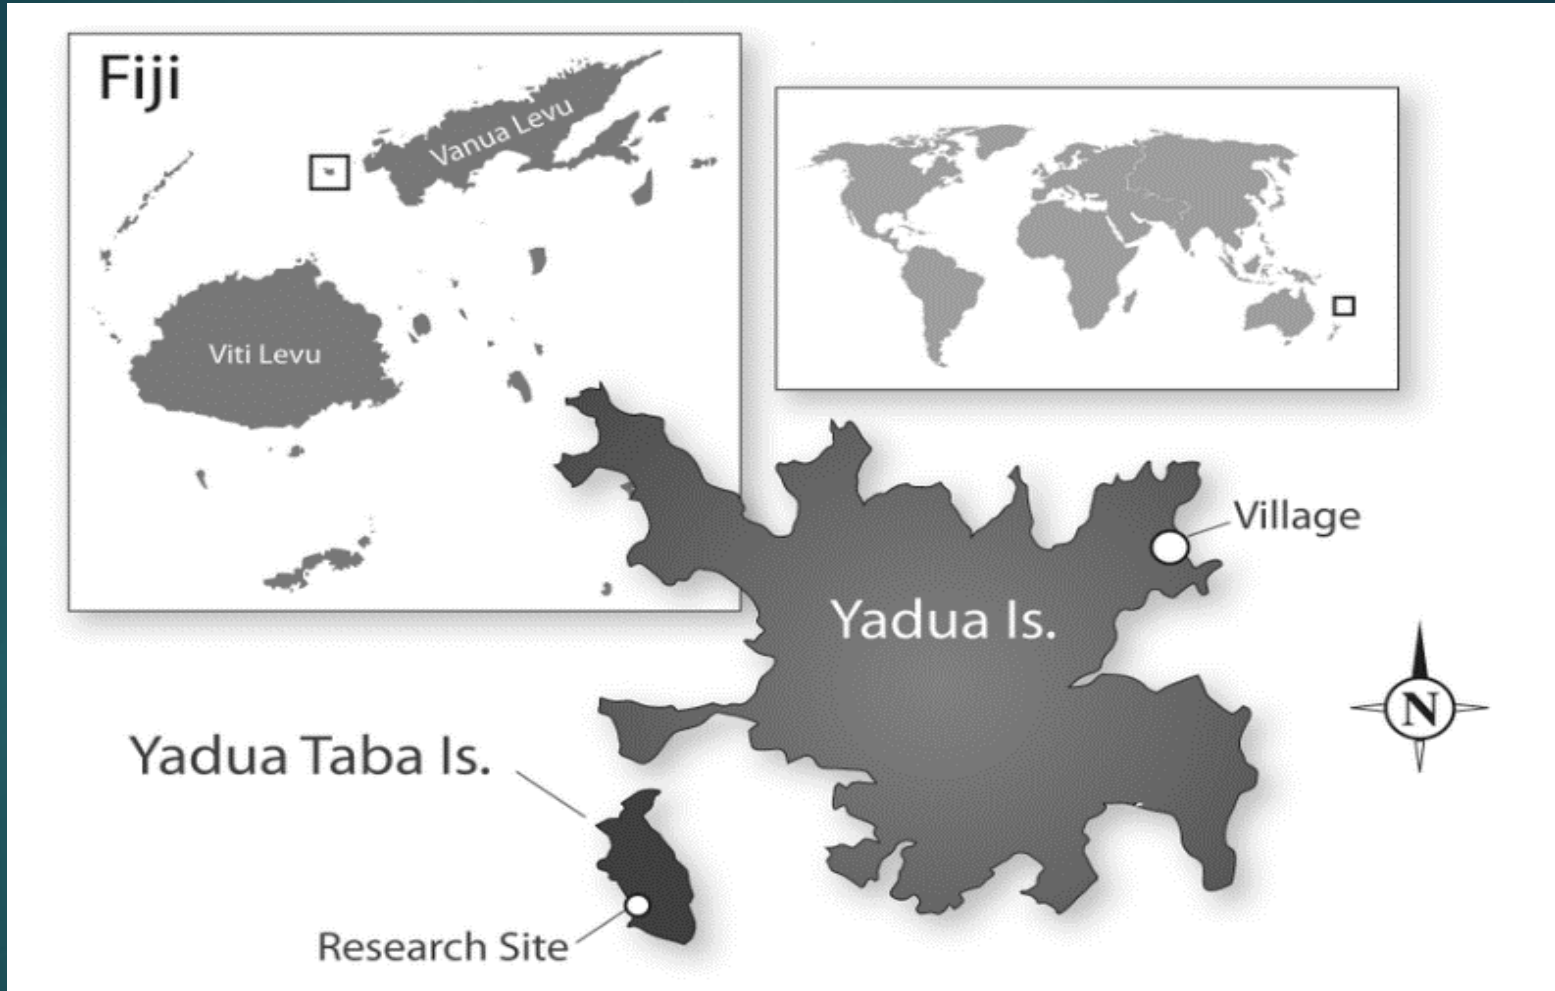 Fiji
Vanua Levu
Viti Levu
Village
Yadua Is.
N
Yadua Taba Is.
Research Site